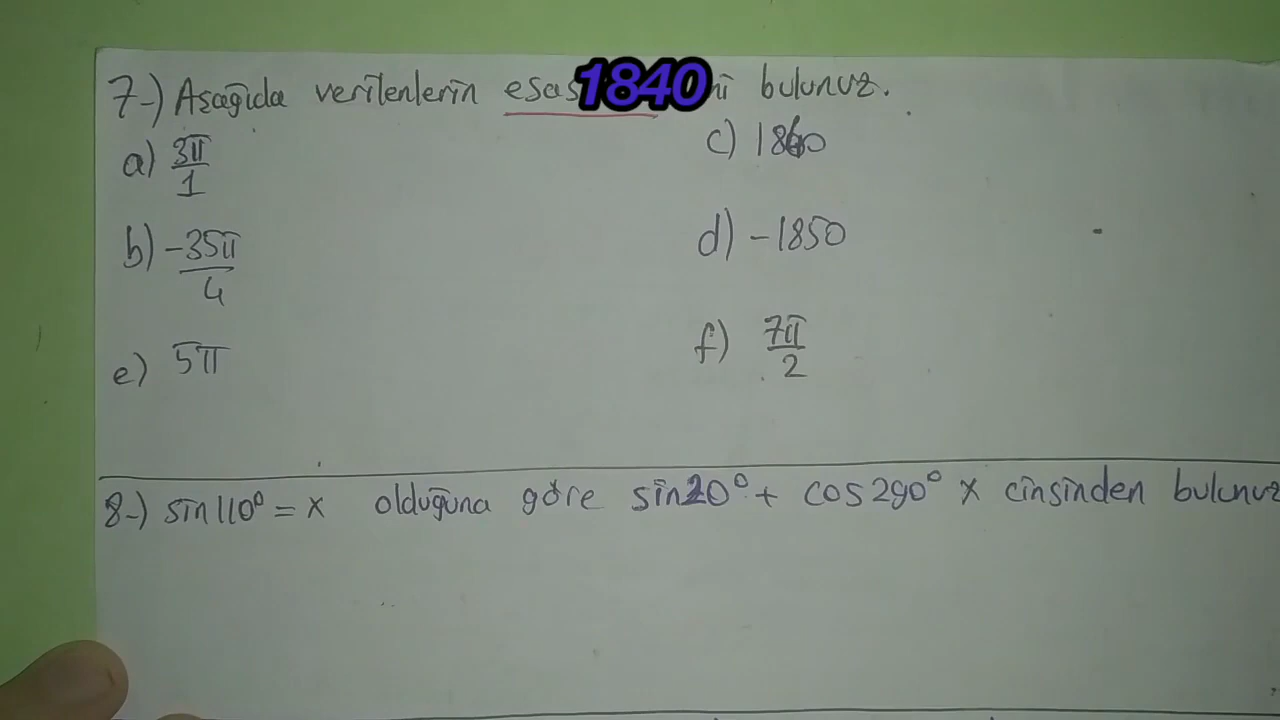 7-) Aşağıda verilenlerin esas 1840 ni bulunuz.
a) 3π/1
c) 1840
b) -35π/4
d) -1850
e) 5π
f) 7π/2
8-) sin110° = x olduğuna göre sin20° + cos290° x cinsinden bulunuz